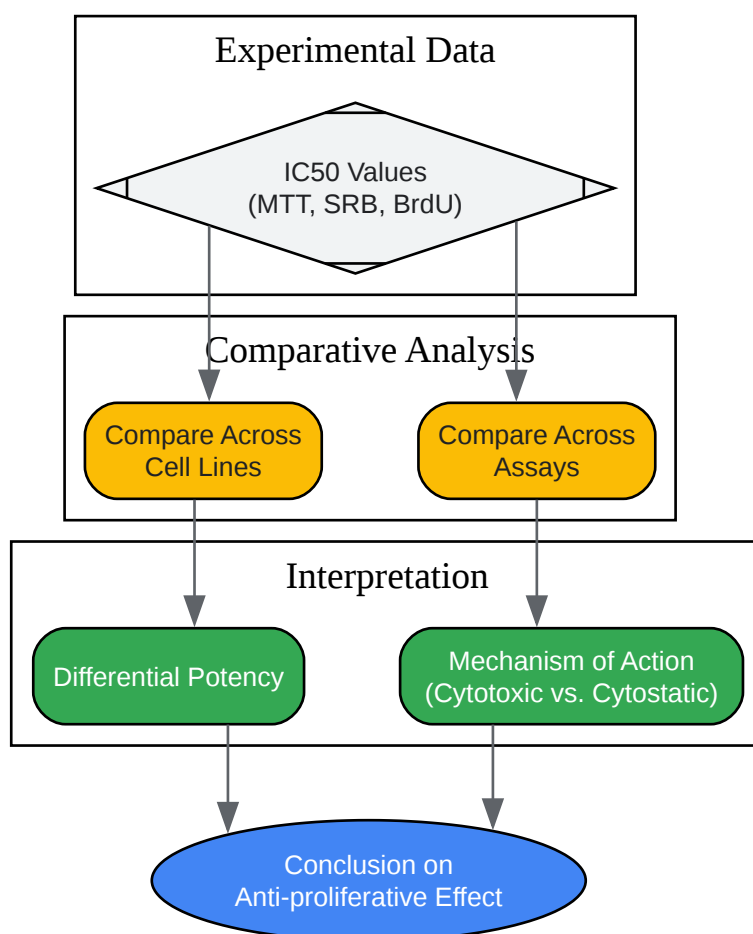 Experimental Data
IC50 Values
(MTT, SRB, BrdU)
Comparative Analysis
Compare Across
Cell Lines
Compare Across
Assays
Interpretation
Differential Potency
Mechanism of Action
(Cytotoxic vs. Cytostatic)
Conclusion on
Anti-proliferative Effect